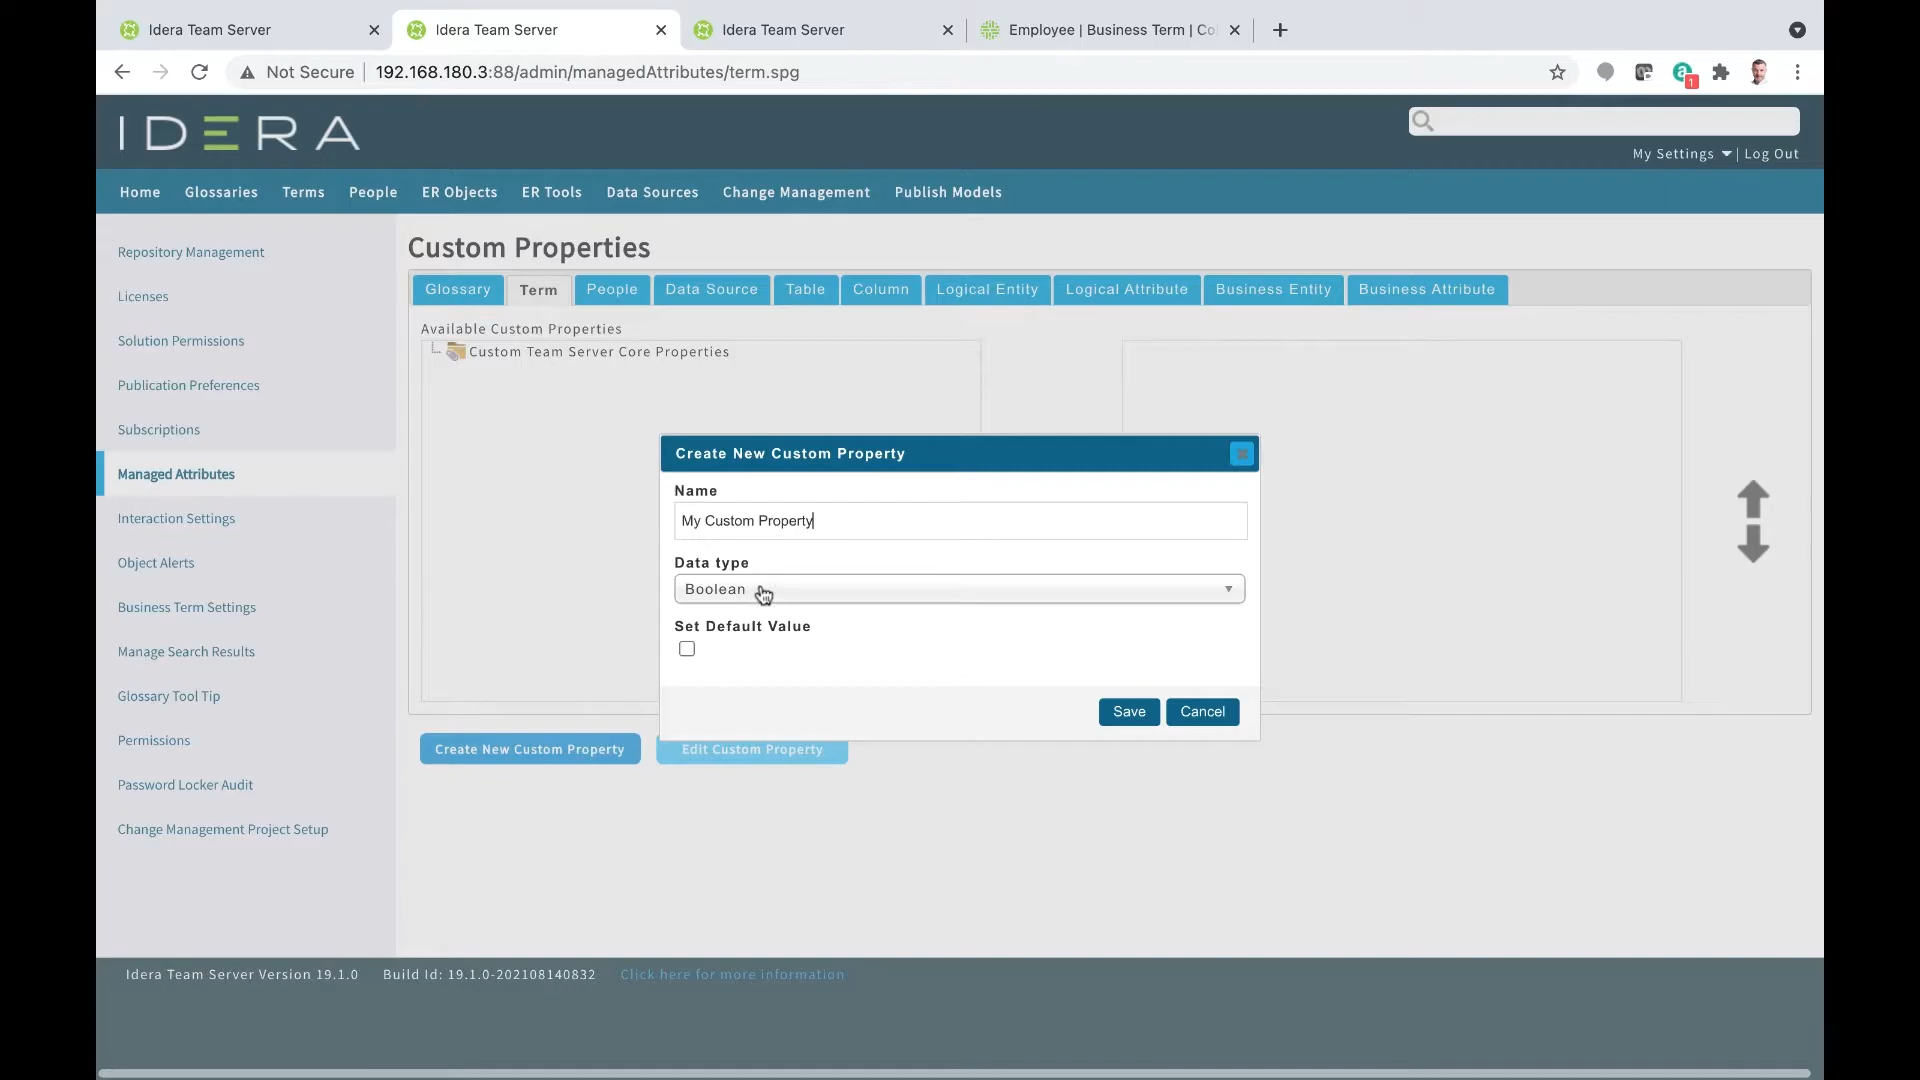 Idera Team Server
Idera Team Server
Idera Team Server
Employee | Business Term | Co
Not Secure
192.168.180.3:88/admin/managedAttributes/term.spg
a
1
IDERA
My Settings | Log Out
Home Glossaries Terms People ER Objects ER Tools Data Sources Change Management Publish Models
Repository Management
Licenses
Solution Permissions
Publication Preferences
Subscriptions
Managed Attributes
Interaction Settings
Object Alerts
Business Term Settings
Manage Search Results
Glossary Tool Tip
Permissions
Password Locker Audit
Change Management Project Setup
Custom Properties
Glossary Term People Data Source Table Column Logical Entity Logical Attribute Business Entity Business Attribute
Available Custom Properties
Custom Team Server Core Properties
Create New Custom Property
Name
My Custom Property
Data type
Boolean
Set Default Value
Save Cancel
Create New Custom Property Edit Custom Property
Idera Team Server Version 19.1.0 Build Id: 19.1.0-202108140832 Click here for more information